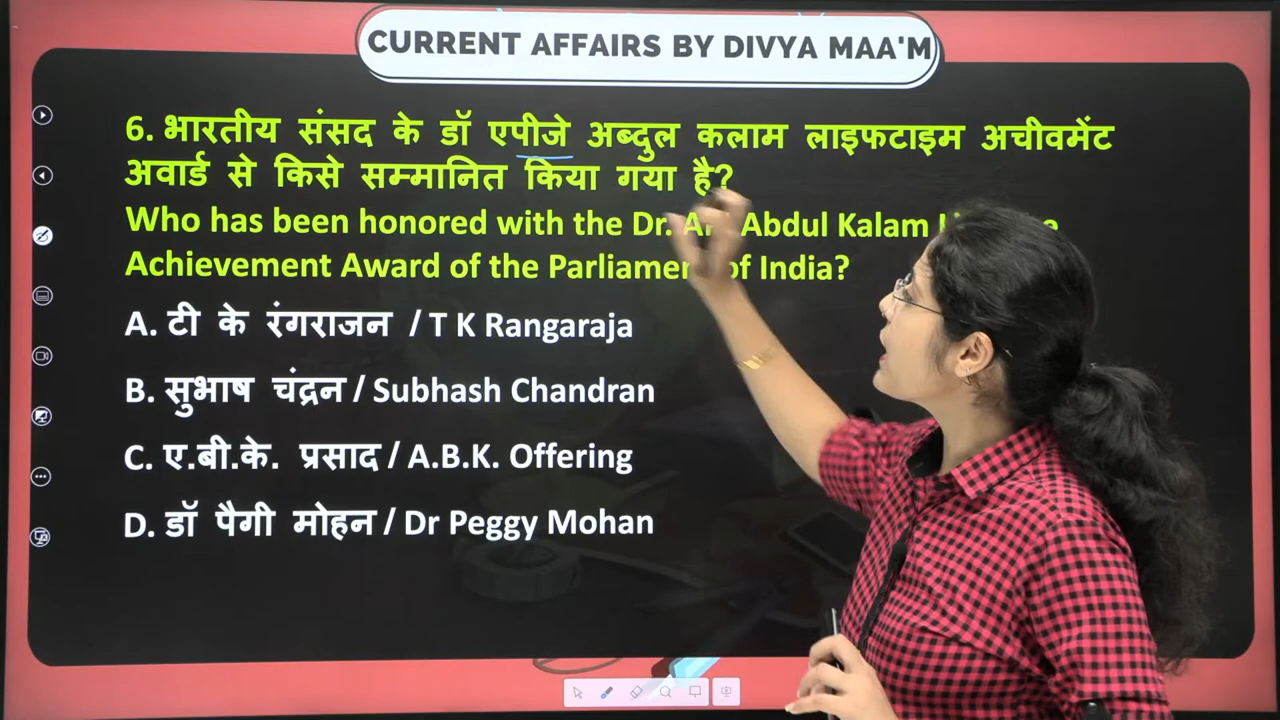 CURRENT AFFAIRS BY DIVYA MAA'M
6. भारतीय संसद के डॉ एपीजे अब्दुल कलाम लाइफटाइम अचीवमेंट
अवार्ड से किसे सम्मानित किया गया है?
Who has been honored with the Dr. Abdul Kalam
Achievement Award of the Parliament of India?
A. टी के रंगराजन / T K Rangaraja
B. सुभाष चंद्रन / Subhash Chandran
C. ए.बी.के. प्रसाद / A.B.K. Offering
D. डॉ पैगी मोहन / Dr Peggy Mohan